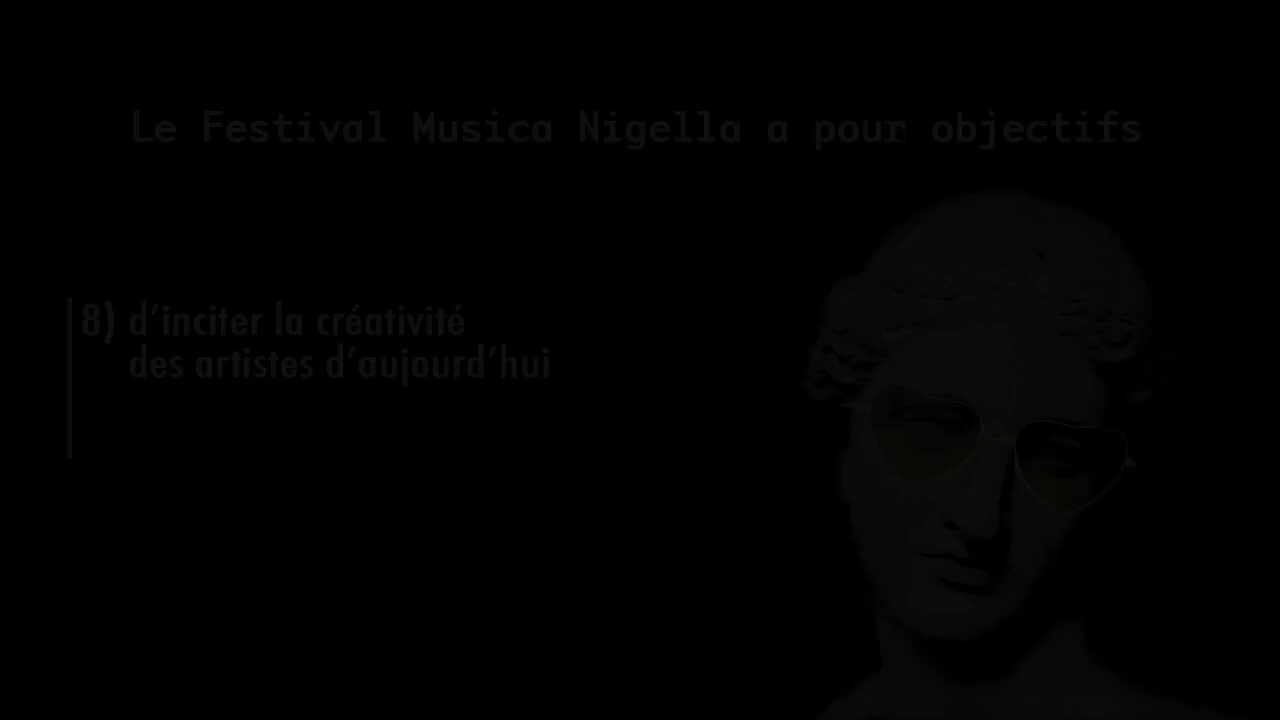 Le Festival Musica Nigella a pour objectifs
8) d’inciter la créativité
des artistes d’aujourd’hui